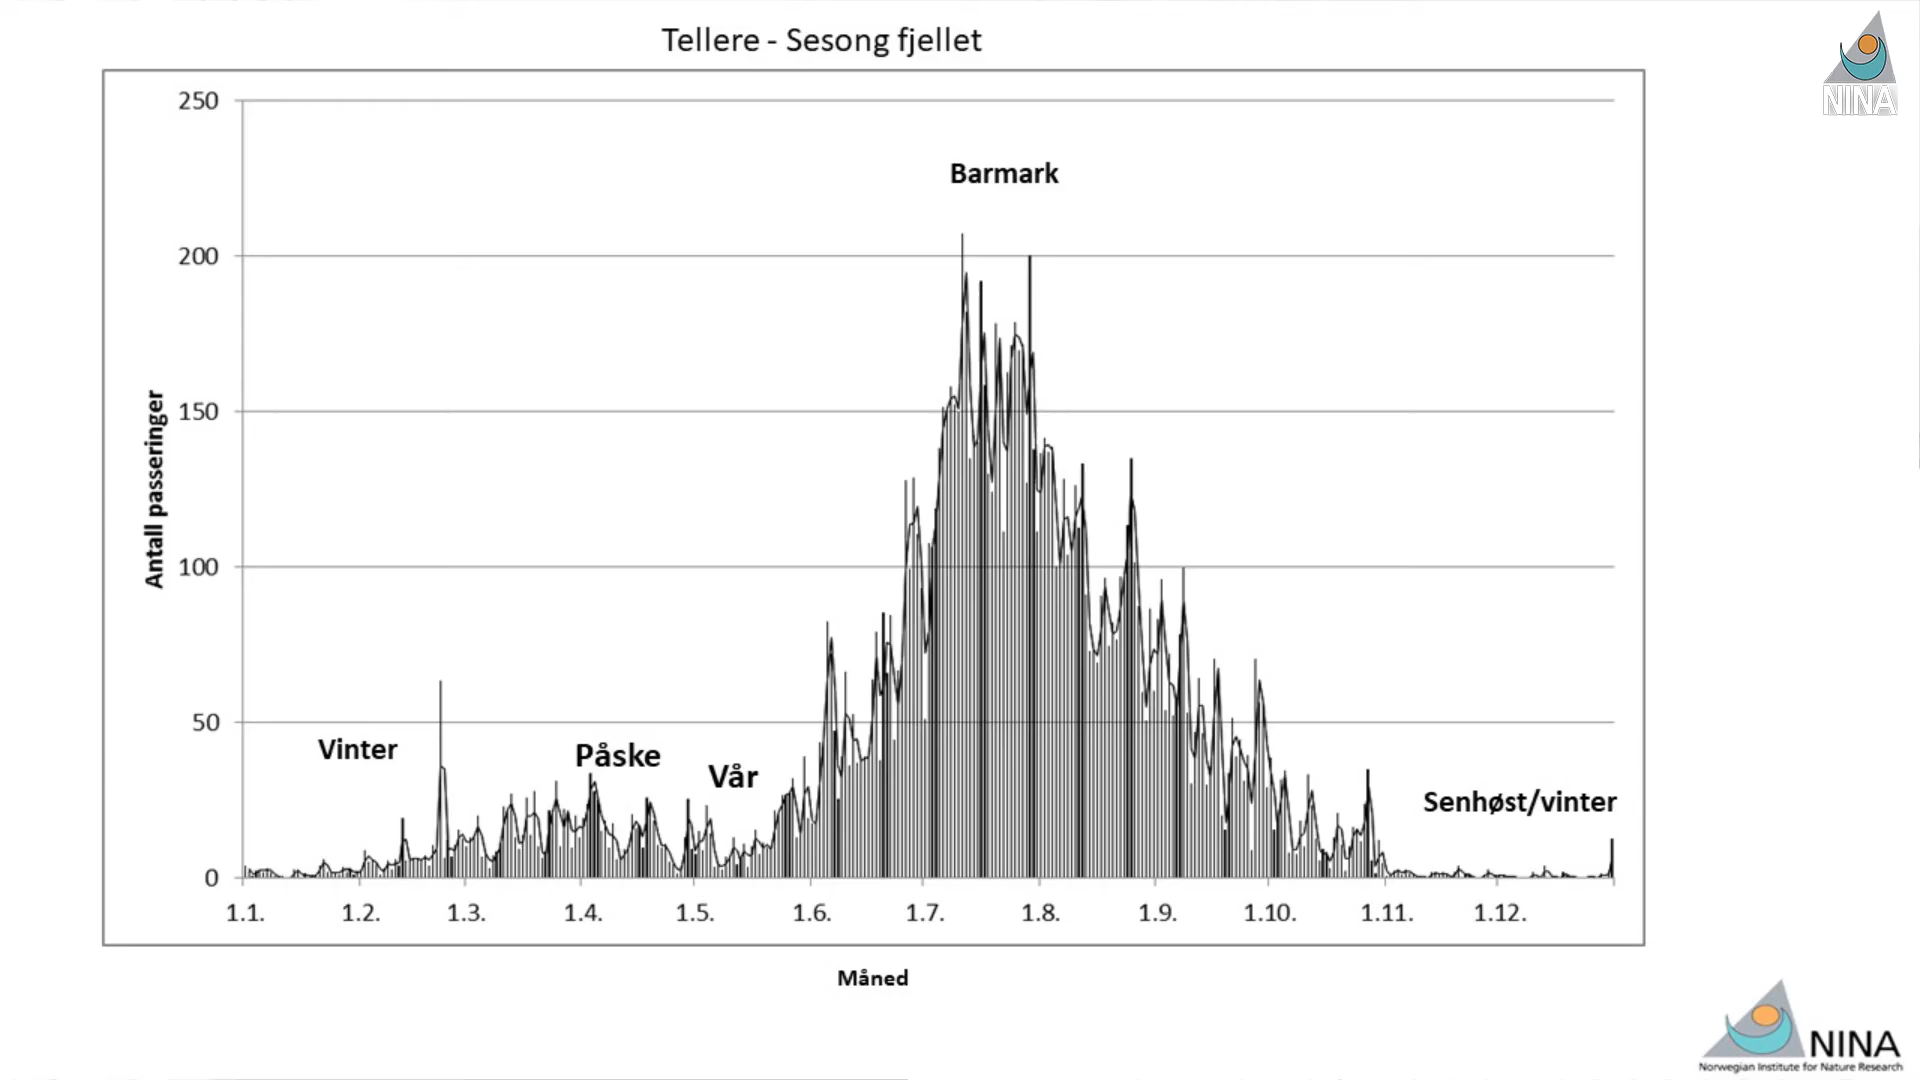 Tellere - Sesong fjellet
NINA
250
Barmark
200
150
Antall passeringer
100
50
Vinter
Påske
Vår
Senhøst/vinter
0
1.1. 1.2. 1.3. 1.4. 1.5. 1.6. 1.7. 1.8. 1.9. 1.10. 1.11. 1.12.
Måned
NINA
Norwegian Institute for Nature Research